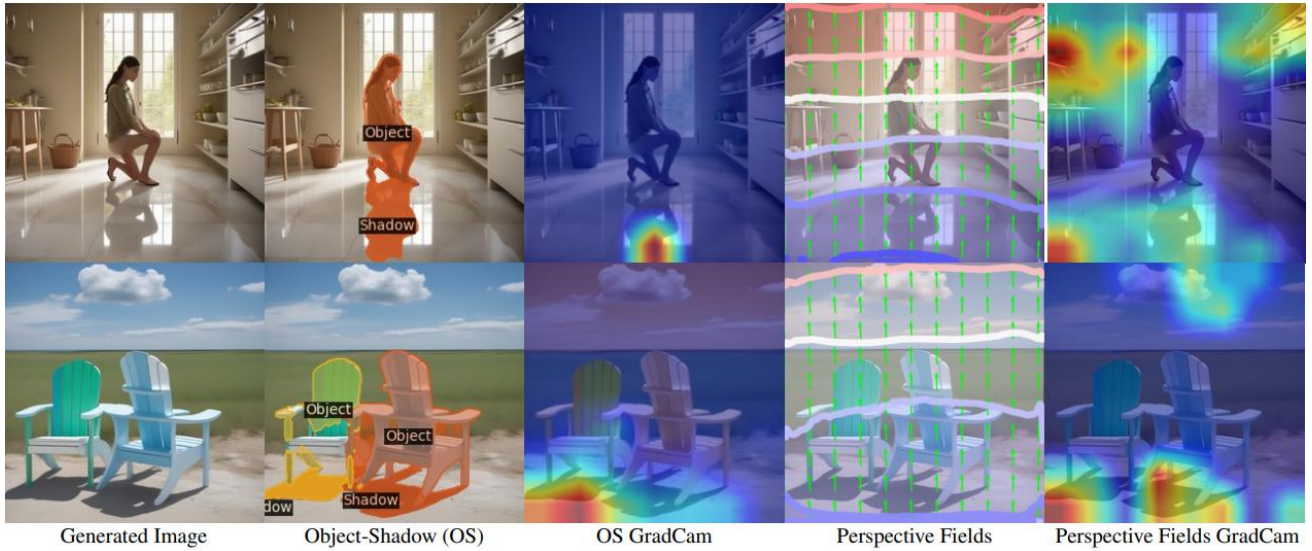 Object
Shadow
Object
Object
Shadow
dow
Generated Image
Object-Shadow (OS)
OS GradCam
Perspective Fields
Perspective Fields GradCam